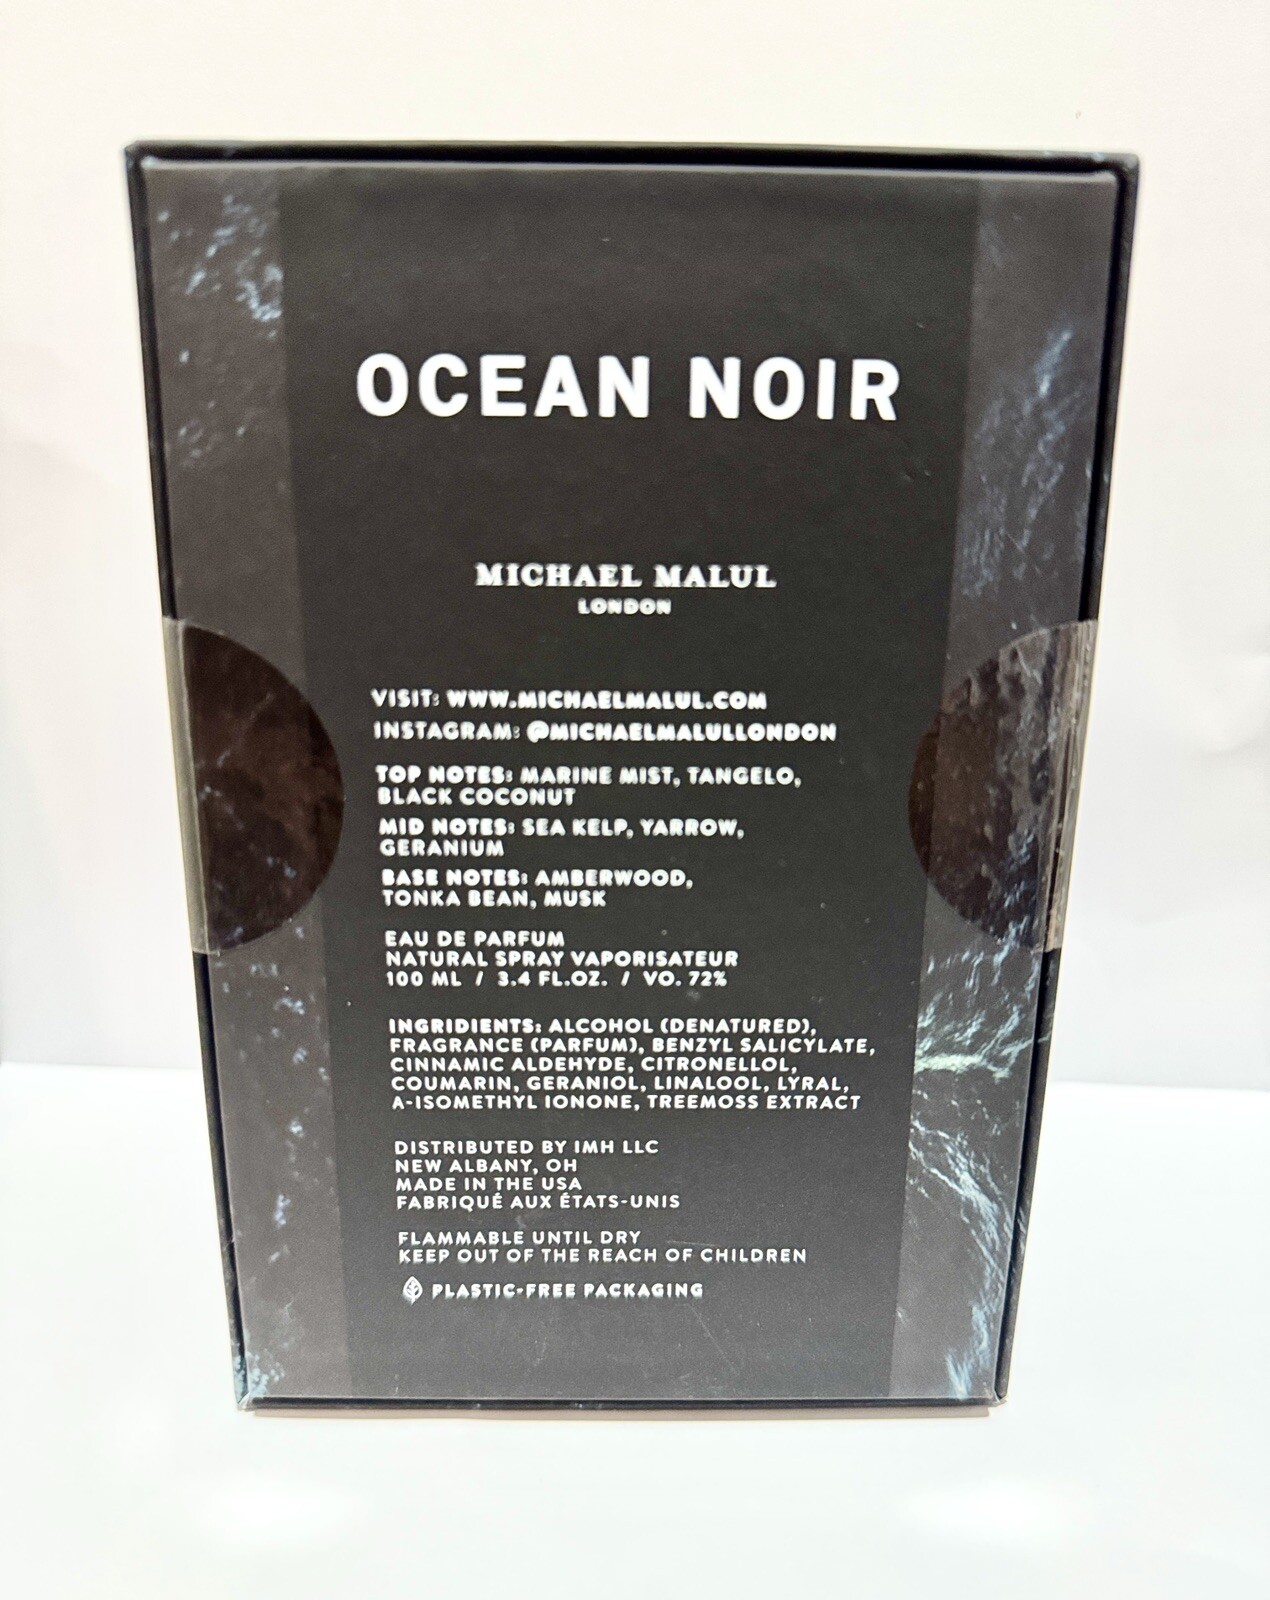 OCEAN NOIR
MICHAEL MALUL
LONDON
VISIT: WWW.MICHAELMALUL.COM
INSTAGRAM: @MICHAELMALULLONDON
TOP NOTES: MARINE MIST, TANGELO,
BLACK COCONUT
MID NOTES: SEA KELP, YARROW,
GERANIUM
BASE NOTES: AMBERWOOD,
TONKA BEAN, MUSK
EAU DE PARFUM
NATURAL SPRAY VAPORISATEUR
100 ML / 3.4 FL.OZ. / VO. 72%
INGRIDIENTS: ALCOHOL (DENATURED),
FRAGRANCE (PARFUM), BENZYL SALICYLATE,
CINNAMIC ALDEHYDE, CITRONELLOL,
COUMARIN, GERANIOL, LINALOOL, LYRAL,
A-ISOMETHYL IONONE, TREEMOSS EXTRACT
DISTRIBUTED BY IMH LLC
NEW ALBANY, OH
MADE IN THE USA
FABRIQUÉ AUX ÉTATS-UNIS
FLAMMABLE UNTIL DRY
KEEP OUT OF THE REACH OF CHILDREN
PLASTIC-FREE PACKAGING